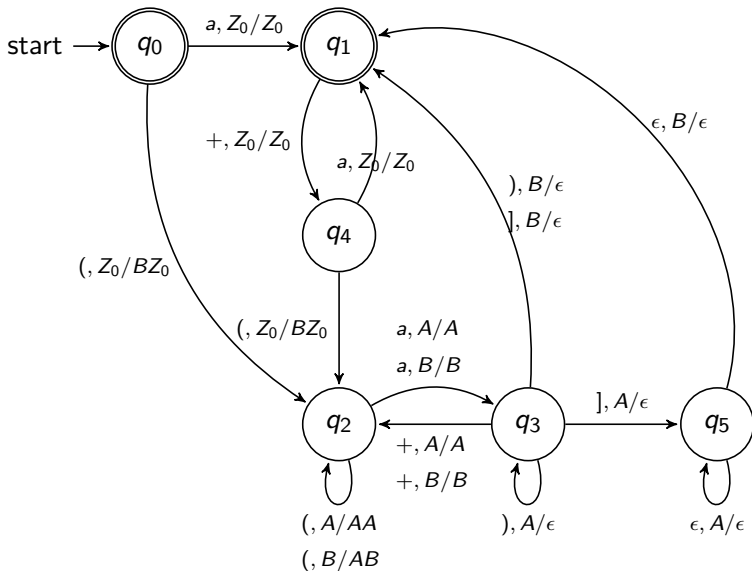 start
q0
a, Z0/Z0
q1
ϵ, B/ϵ
+, Z0/Z0
a, Z0/Z0
), B/ϵ
], B/ϵ
q4
(, Z0/BZ0
(, Z0/BZ0
a, A/A
a, B/B
q2
q3
], A/ϵ
q5
+, A/A
+, B/B
(, A/AA
(, B/AB
), A/ϵ
ϵ, A/ϵ